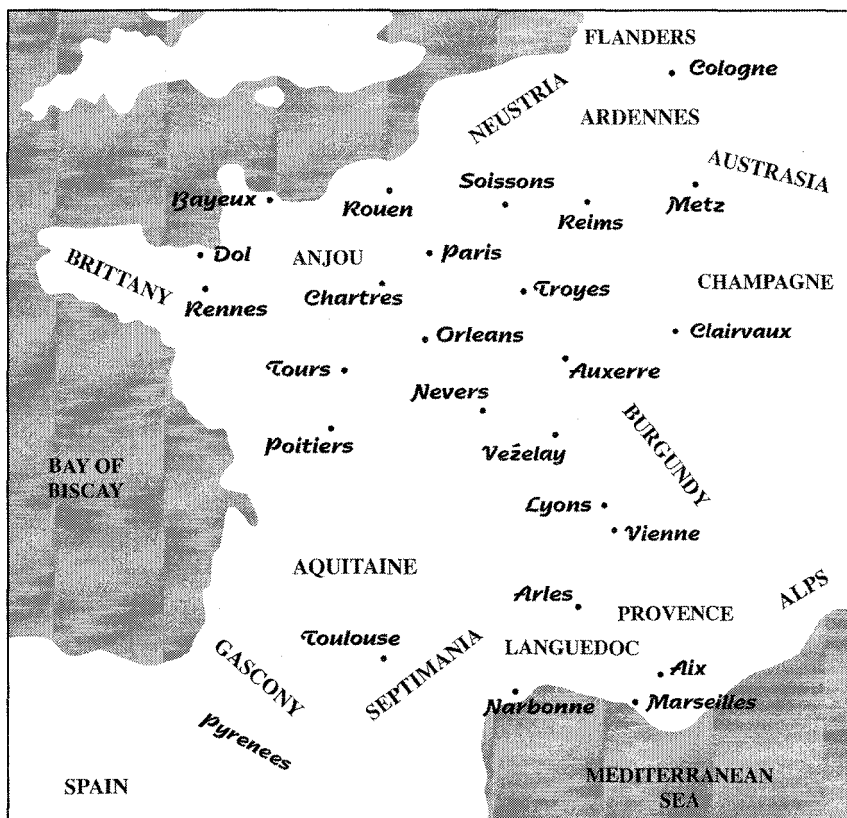 FLANDERS
Cologne
NEUSTRIA
ARDENNES
AUSTRASIA
Soissons
Bayeux
Rouen
Reims
Metz
Dol
ANJOU
Paris
BRITTANY
CHAMPAGNE
Rennes
Chartres
Troyes
Orleans
Clairvaux
Tours
Auxerre
Nevers
BURGUNDY
Poitiers
Veźelay
BAY OF
BISCAY
Lyons
Vienne
AQUITAINE
ALPS
Arles
PROVENCE
Toulouse
LANGUEDOC
GASCONY
SEPTIMANIA
Aix
Narbonne
Marseilles
Pyrenees
SPAIN
MEDITERRANEAN
SEA